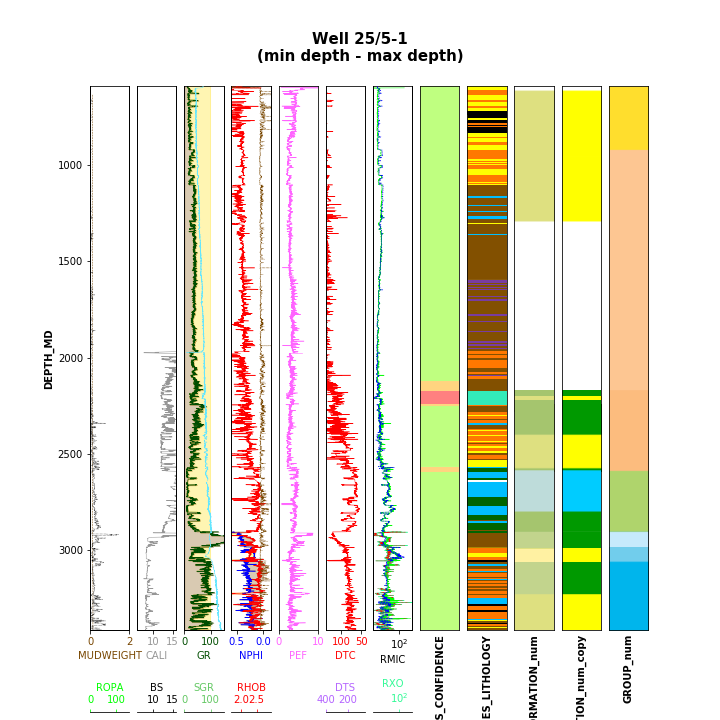 Well 25/5-1
(min depth - max depth)
DEPTH_MD
1000
1500
2000
2500
3000
0 2
MUDWEIGHT
10 15
CALI
0 100
GR
0.5 0.0
NPHI
0 10
PEF
100 50
DTC
10²
RMIC
ROPA
0 100
BS
10 15
SGR
0 100
RHOB
2.0 2.5
DTS
400 200
RXO
10²
S_CONFIDENCE
ES_LITHOLOGY
RMATION_num
TION_num_copy
GROUP_num